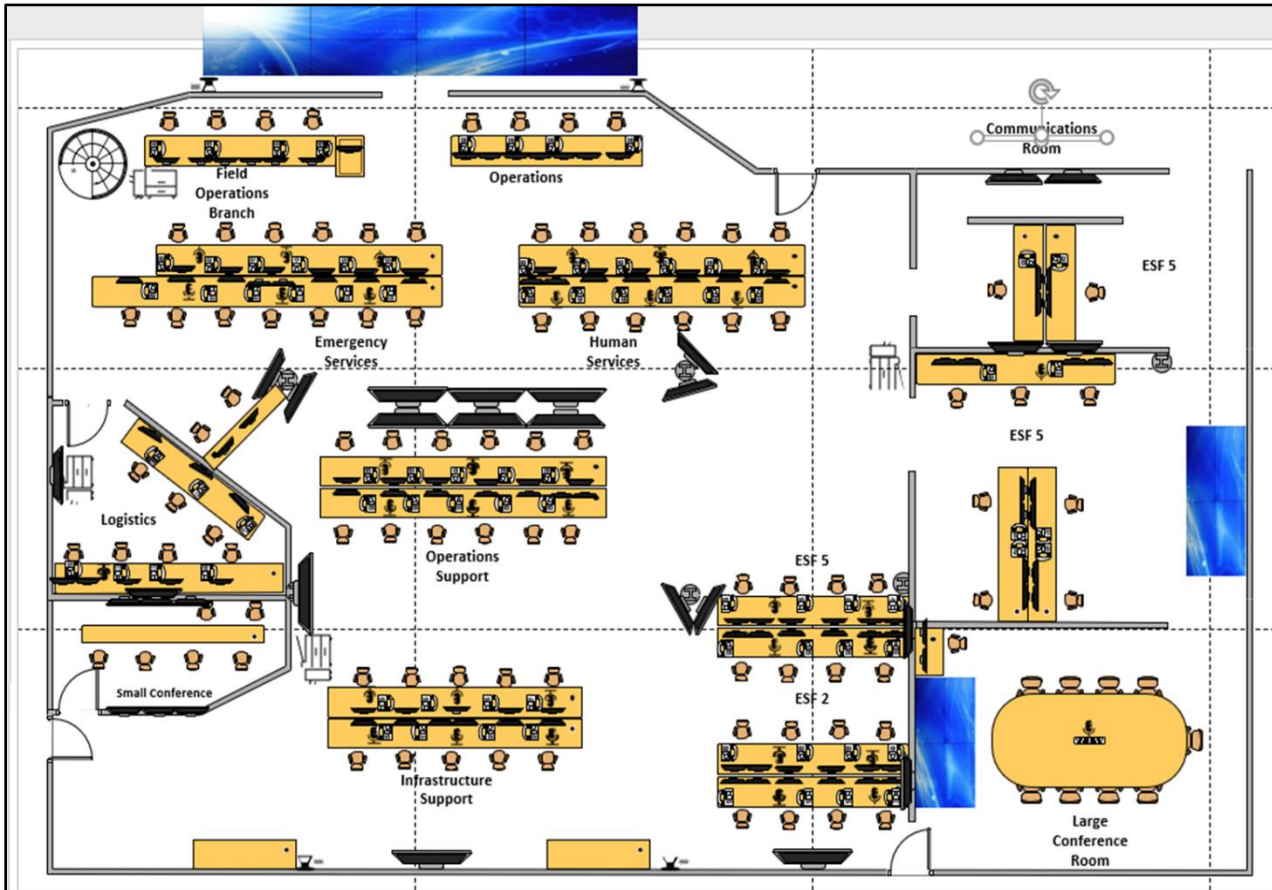 Communications
Room
Field
Operations
Branch
Operations
ESF 5
Emergency
Services
Human
Services
ESF 5
Logistics
Operations
Support
ESF 5
Small Conference
ESF 2
Infrastructure
Support
Large
Conference
Room